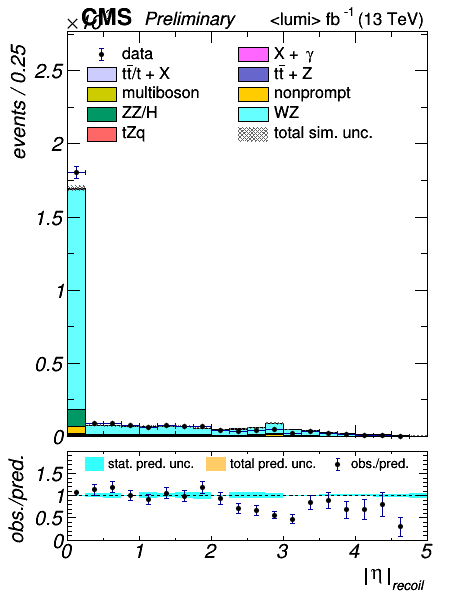 ×10 CMS Preliminary <lumi> fb⁻¹ (13 TeV)
events / 0.25
2.5
2
1.5
1
0.5
0
data
X + γ
tt̄/t + X
tt̄ + Z
multiboson
nonprompt
ZZ/H
WZ
tZq
total sim. unc.
obs./pred.
1.5
1
0.5
0
stat. pred. unc. total pred. unc. obs./pred.
0 1 2 3 4 5
|η|recoil